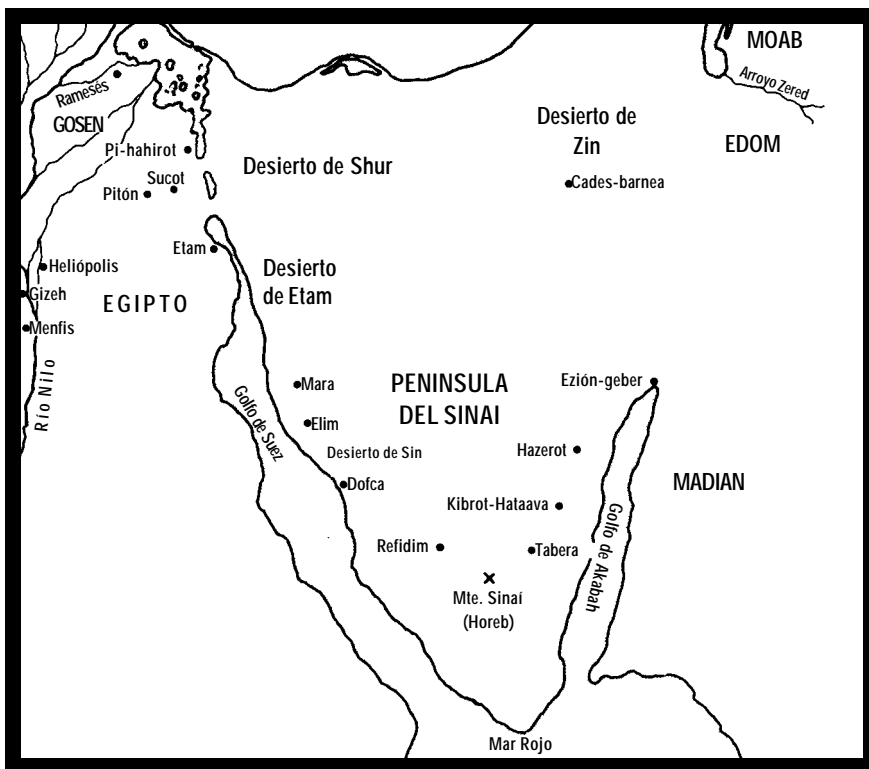 MOAB
Arroyo Zered
EDOM
Ramesés
GOSEN
Pi-hahirot
Sucot
Pitón
Desierto de Shur
Desierto de
Zin
Cades-barnea
Etam
Heliópolis
Gizeh
Menfis
EGIPTO
Desierto
de Etam
Río Nilo
Golfo de Suez
Mara
Elim
PENINSULA
DEL SINAI
Ezión-geber
Desierto de Sin
Hazerot
Dofca
MADIAN
Kibrot-Hataava
Golfo de Akabah
Refidim
Tabera
Mte. Sinaí
(Horeb)
Mar Rojo